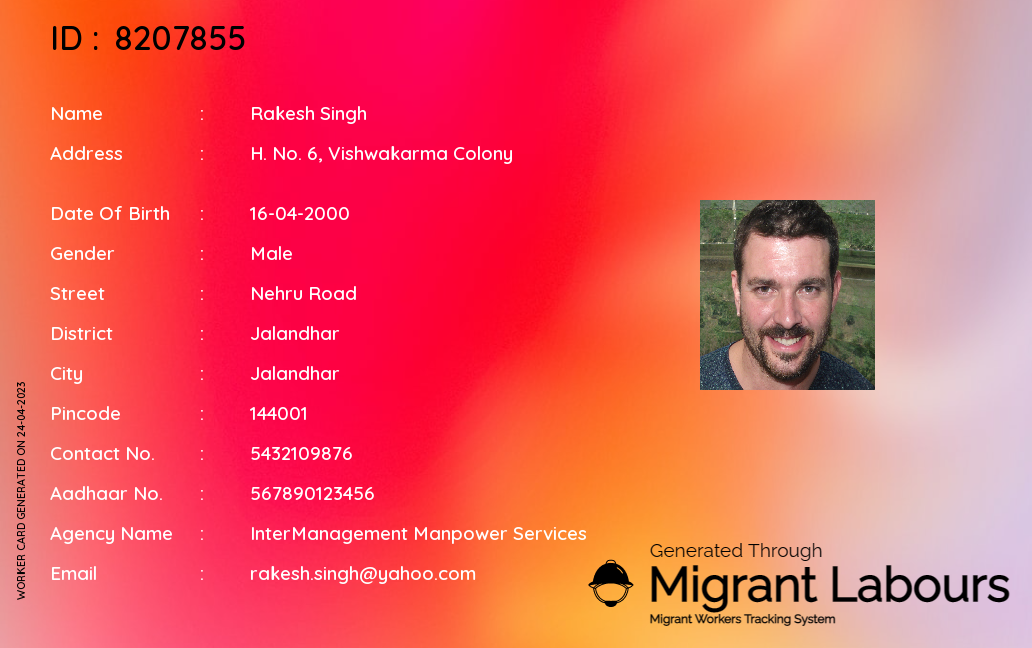 ID : 8207855
Name : Rakesh Singh
Address : H. No. 6, Vishwakarma Colony
Date Of Birth : 16-04-2000
Gender : Male
Street : Nehru Road
District : Jalandhar
City : Jalandhar
Pincode : 144001
Contact No. : 5432109876
Aadhaar No. : 567890123456
Agency Name : InterManagement Manpower Services
Email : rakesh.singh@yahoo.com
WORKER CARD GENERATED ON 24-04-2023
Generated Through
Migrant Labours
Migrant Workers Tracking System